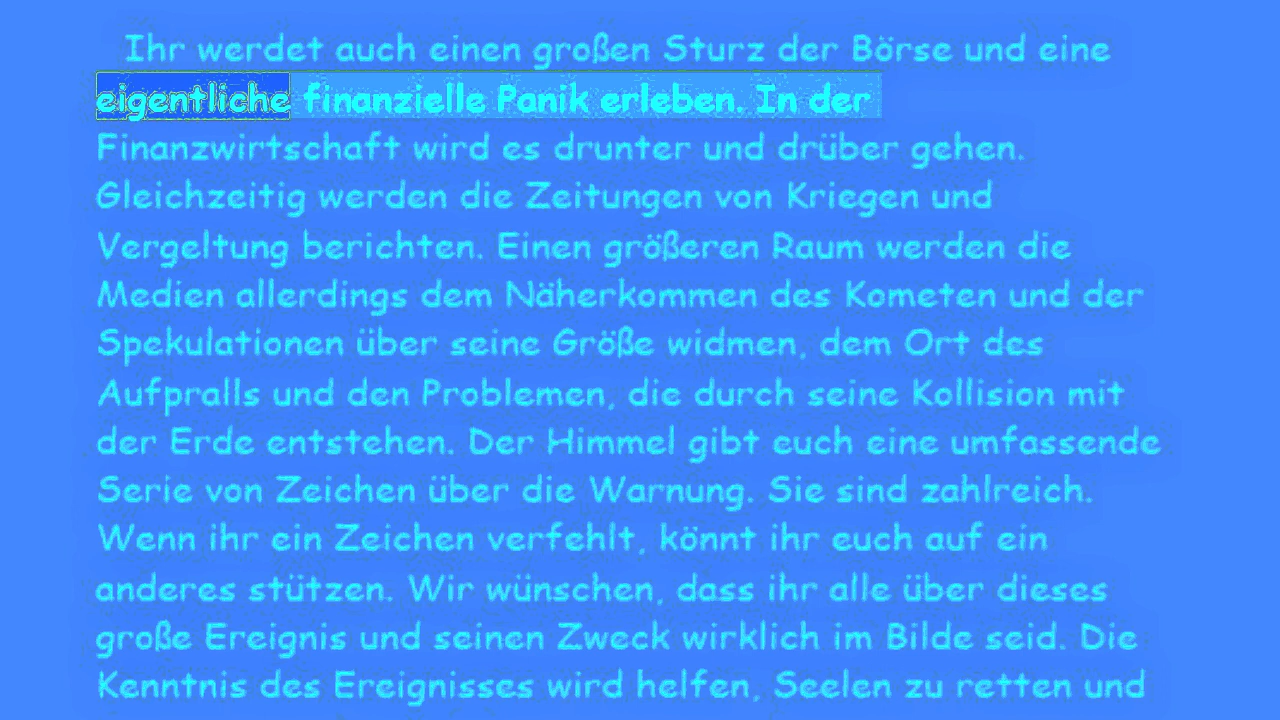 Ihr werdet auch einen großen Sturz der Börse und eine
eigentliche finanzielle Panik erleben. In der
Finanzwirtschaft wird es drunter und drüber gehen.
Gleichzeitig werden die Zeitungen von Kriegen und
Vergeltung berichten. Einen größeren Raum werden die
Medien allerdings dem Näherkommen des Kometen und der
Spekulationen über seine Größe widmen, dem Ort des
Aufpralls und den Problemen, die durch seine Kollision mit
der Erde entstehen. Der Himmel gibt euch eine umfassende
Serie von Zeichen über die Warnung. Sie sind zahlreich.
Wenn ihr ein Zeichen verfehlt, könnt ihr euch auf ein
anderes stützen. Wir wünschen, dass ihr alle über dieses
große Ereignis und seinen Zweck wirklich im Bilde seid. Die
Kenntnis des Ereignisses wird helfen, Seelen zu retten und